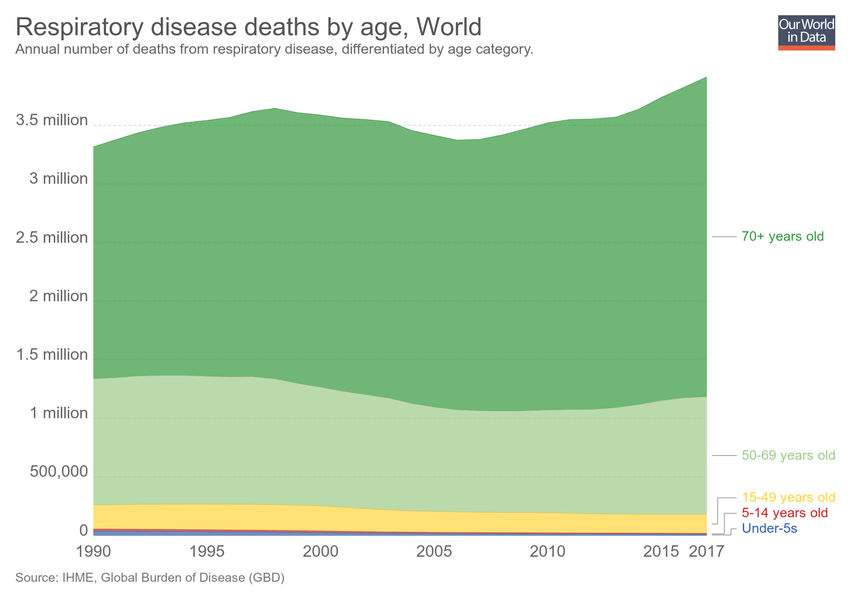 Respiratory disease deaths by age, World
Annual number of deaths from respiratory disease, differentiated by age category.
Our World
in Data
3.5 million
3 million
2.5 million
2 million
1.5 million
1 million
500,000
0
70+ years old
50-69 years old
15-49 years old
5-14 years old
Under-5s
1990 1995 2000 2005 2010 2015 2017
Source: IHME, Global Burden of Disease (GBD)